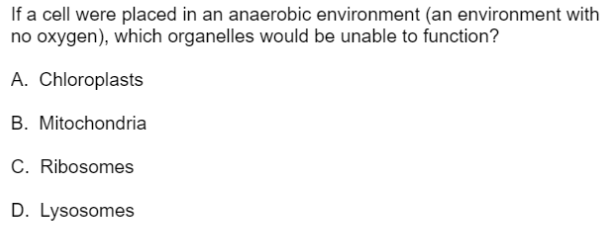 If a cell were placed in an anaerobic environment (an environment with
no oxygen), which organelles would be unable to function?
A. Chloroplasts
B. Mitochondria
C. Ribosomes
D. Lysosomes